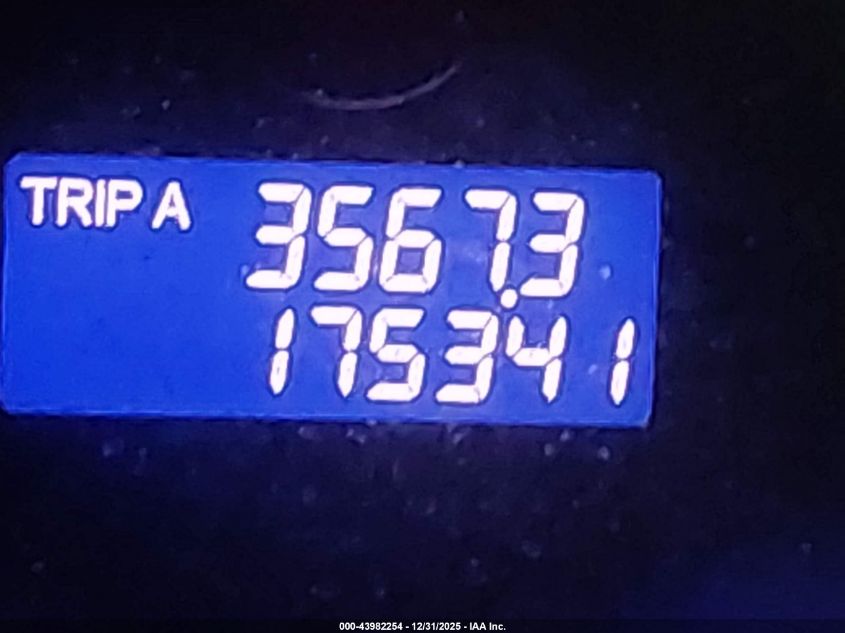 TRIP A 3567.3
175341
000-43982254 - 12/31/2025 - IAA Inc.